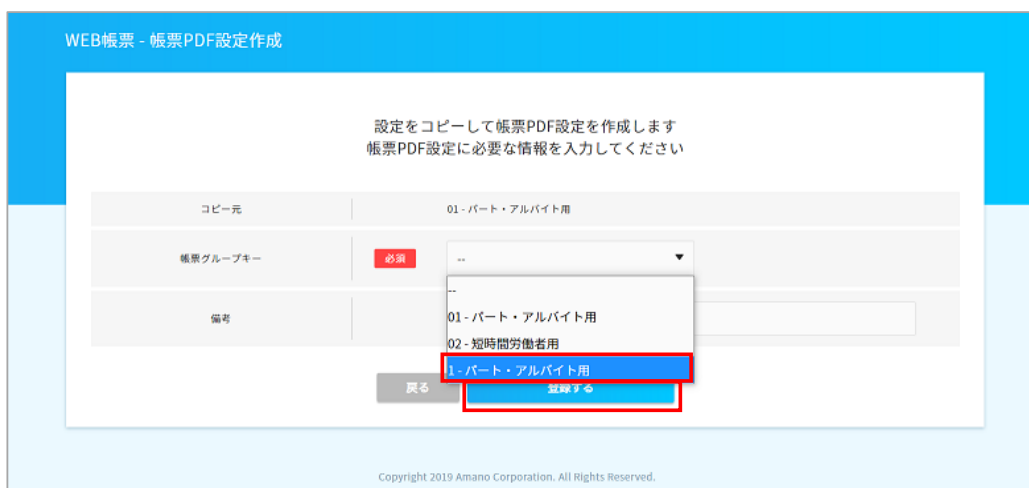 WEB帳票 - 帳票PDF設定作成
設定をコピーして帳票PDF設定を作成します
帳票PDF設定に必要な情報を入力してください
コピー元 01 - パート・アルバイト用
帳票グループキー 必須 --
--
01 - パート・アルバイト用
備考
02 - 短時間労働者用
1 - パート・アルバイト用
戻る 登録する
Copyright 2019 Amano Corporation. All Rights Reserved.